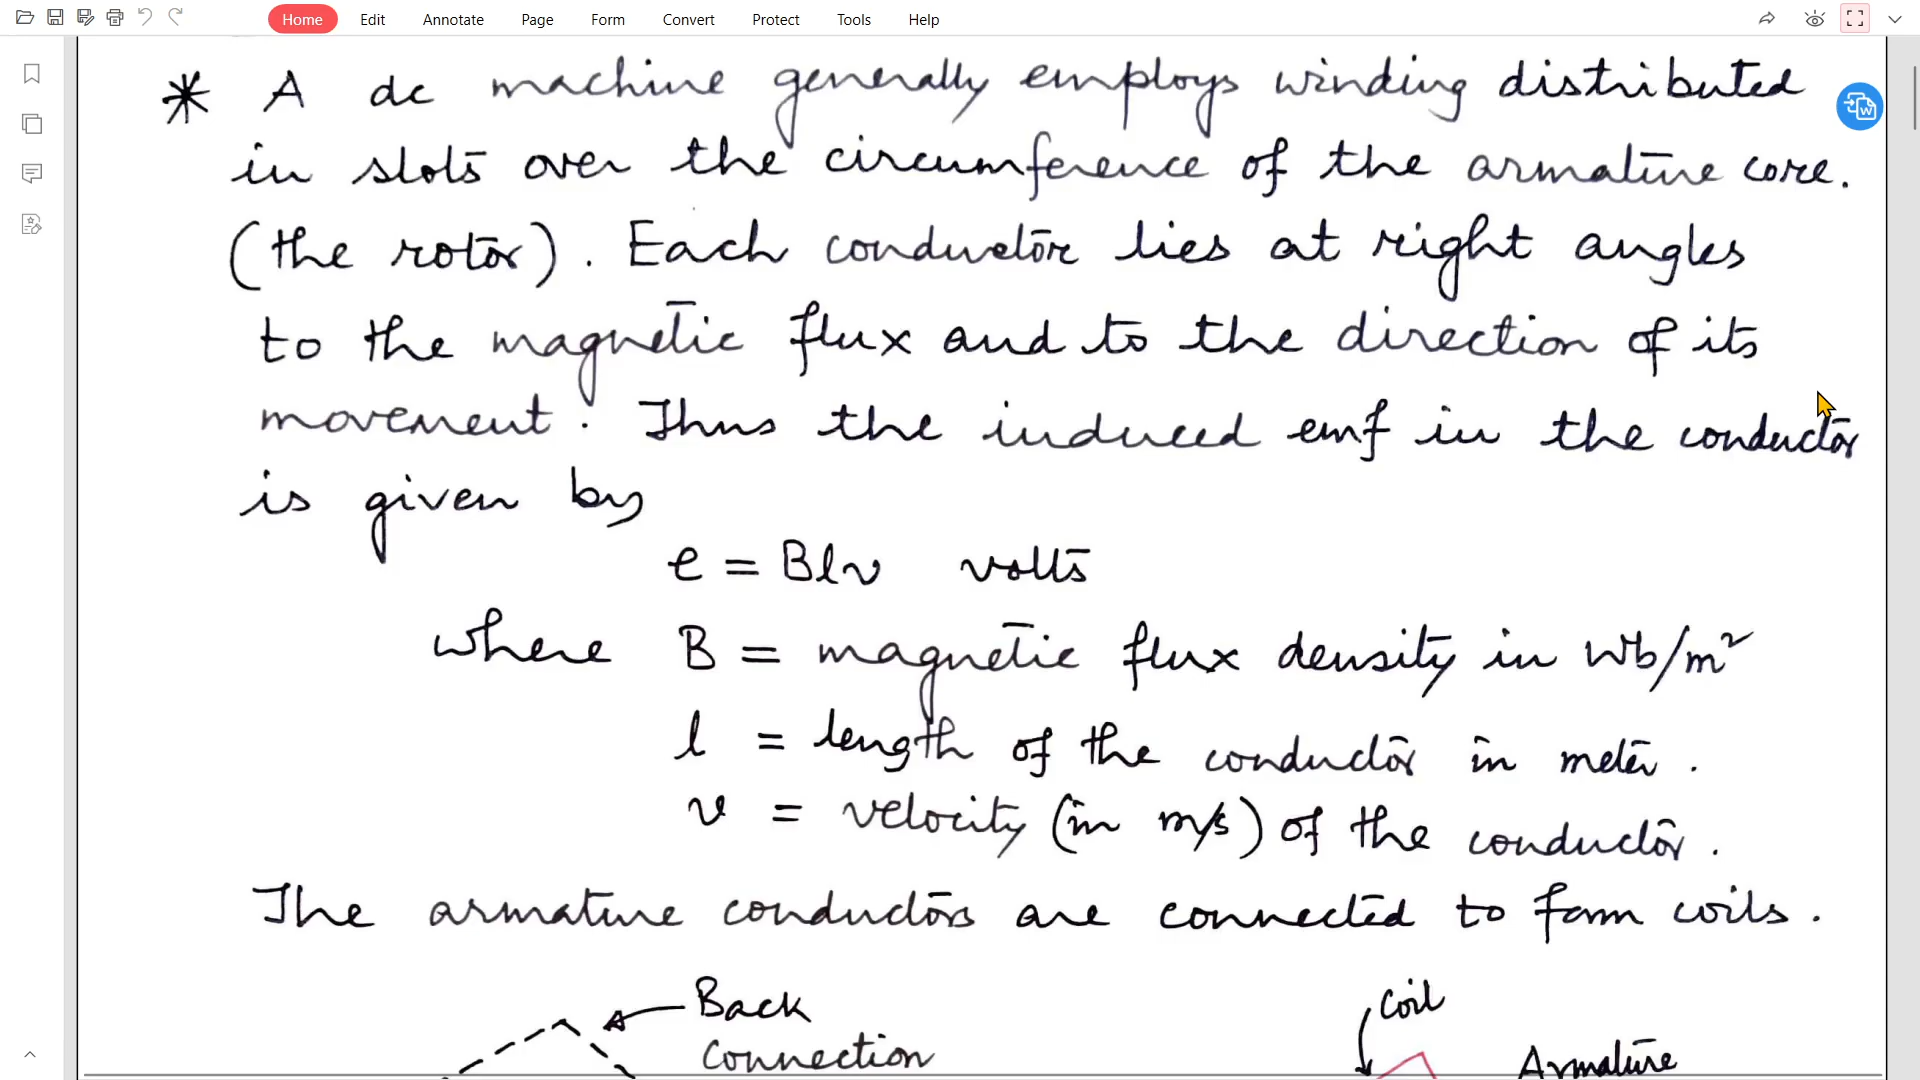 Home Edit Annotate Page Form Convert Protect Tools Help
* A dc machine generally employs winding distributed
in slots over the circumference of the armature core.
(the rotor). Each conductor lies at right angles
to the magnetic flux and to the direction of its
movement. Thus the induced emf in the conductor
is given by
e = Blv volts
where B = magnetic flux density in Wb/m²
l = length of the conductor in meter.
v = velocity (in m/s) of the conductor.
The armature conductors are connected to form coils.
Back
Connection
Coil
Armature